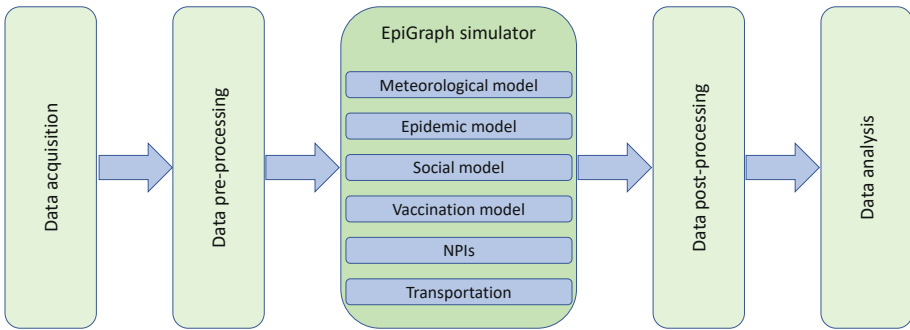 Data acquisition
Data pre-processing
EpiGraph simulator
Meteorological model
Epidemic model
Social model
Vaccination model
NPIs
Transportation
Data post-processing
Data analysis